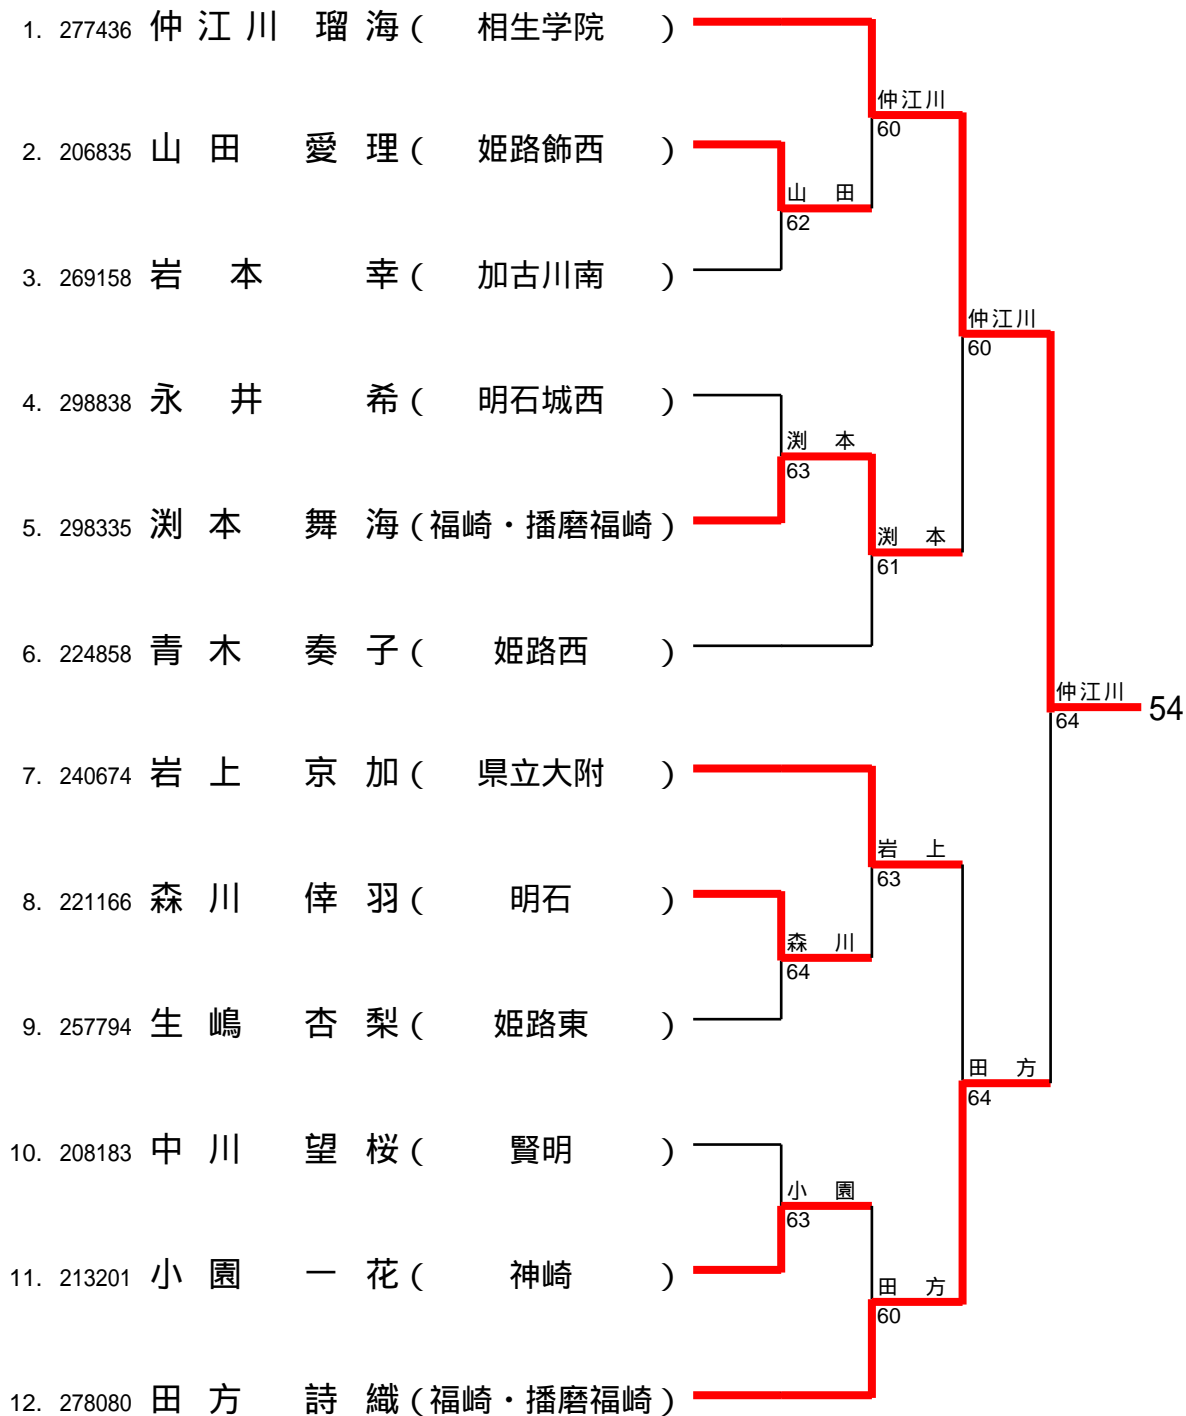 1. 277436 仲江川 瑠海 ( 相生学院 )
仲江川
60
2. 206835 山田 愛理 ( 姫路飾西 )
山田
62
3. 269158 岩本 幸 ( 加古川南 )
仲江川
60
4. 298838 永井 希 ( 明石城西 )
渕本
63
5. 298335 渕本 舞海 (福崎・播磨福崎)
渕本
61
6. 224858 青木 奏子 ( 姫路西 )
仲江川
64
54
7. 240674 岩上 京加 ( 県立大附 )
岩上
63
8. 221166 森川 倖羽 ( 明石 )
森川
64
9. 257794 生嶋 杏梨 ( 姫路東 )
田方
64
10. 208183 中川 望桜 ( 賢明 )
小園
63
11. 213201 小園 一花 ( 神崎 )
田方
60
12. 278080 田方 詩織 (福崎・播磨福崎)